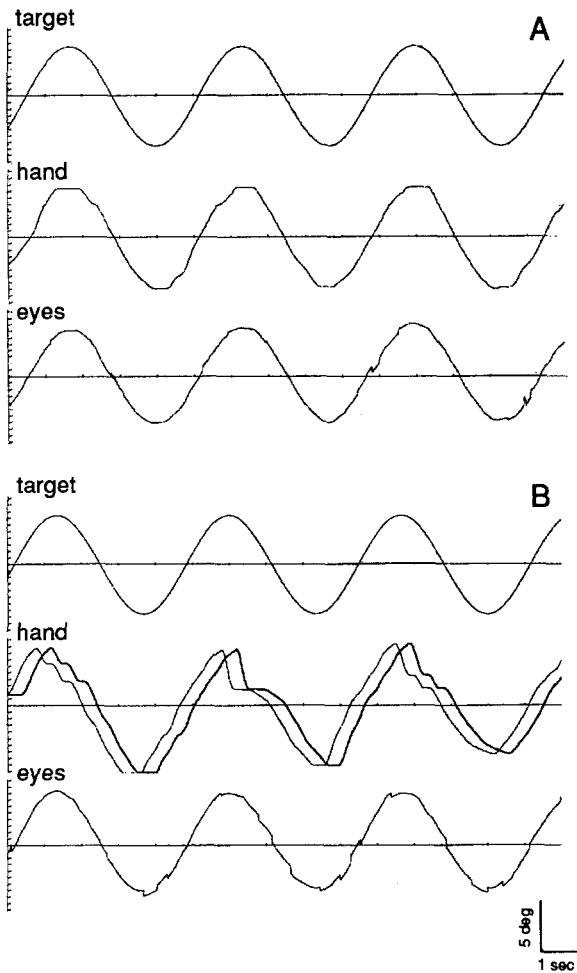 target
A
hand
eyes
target
B
hand
eyes
5 deg
1 sec